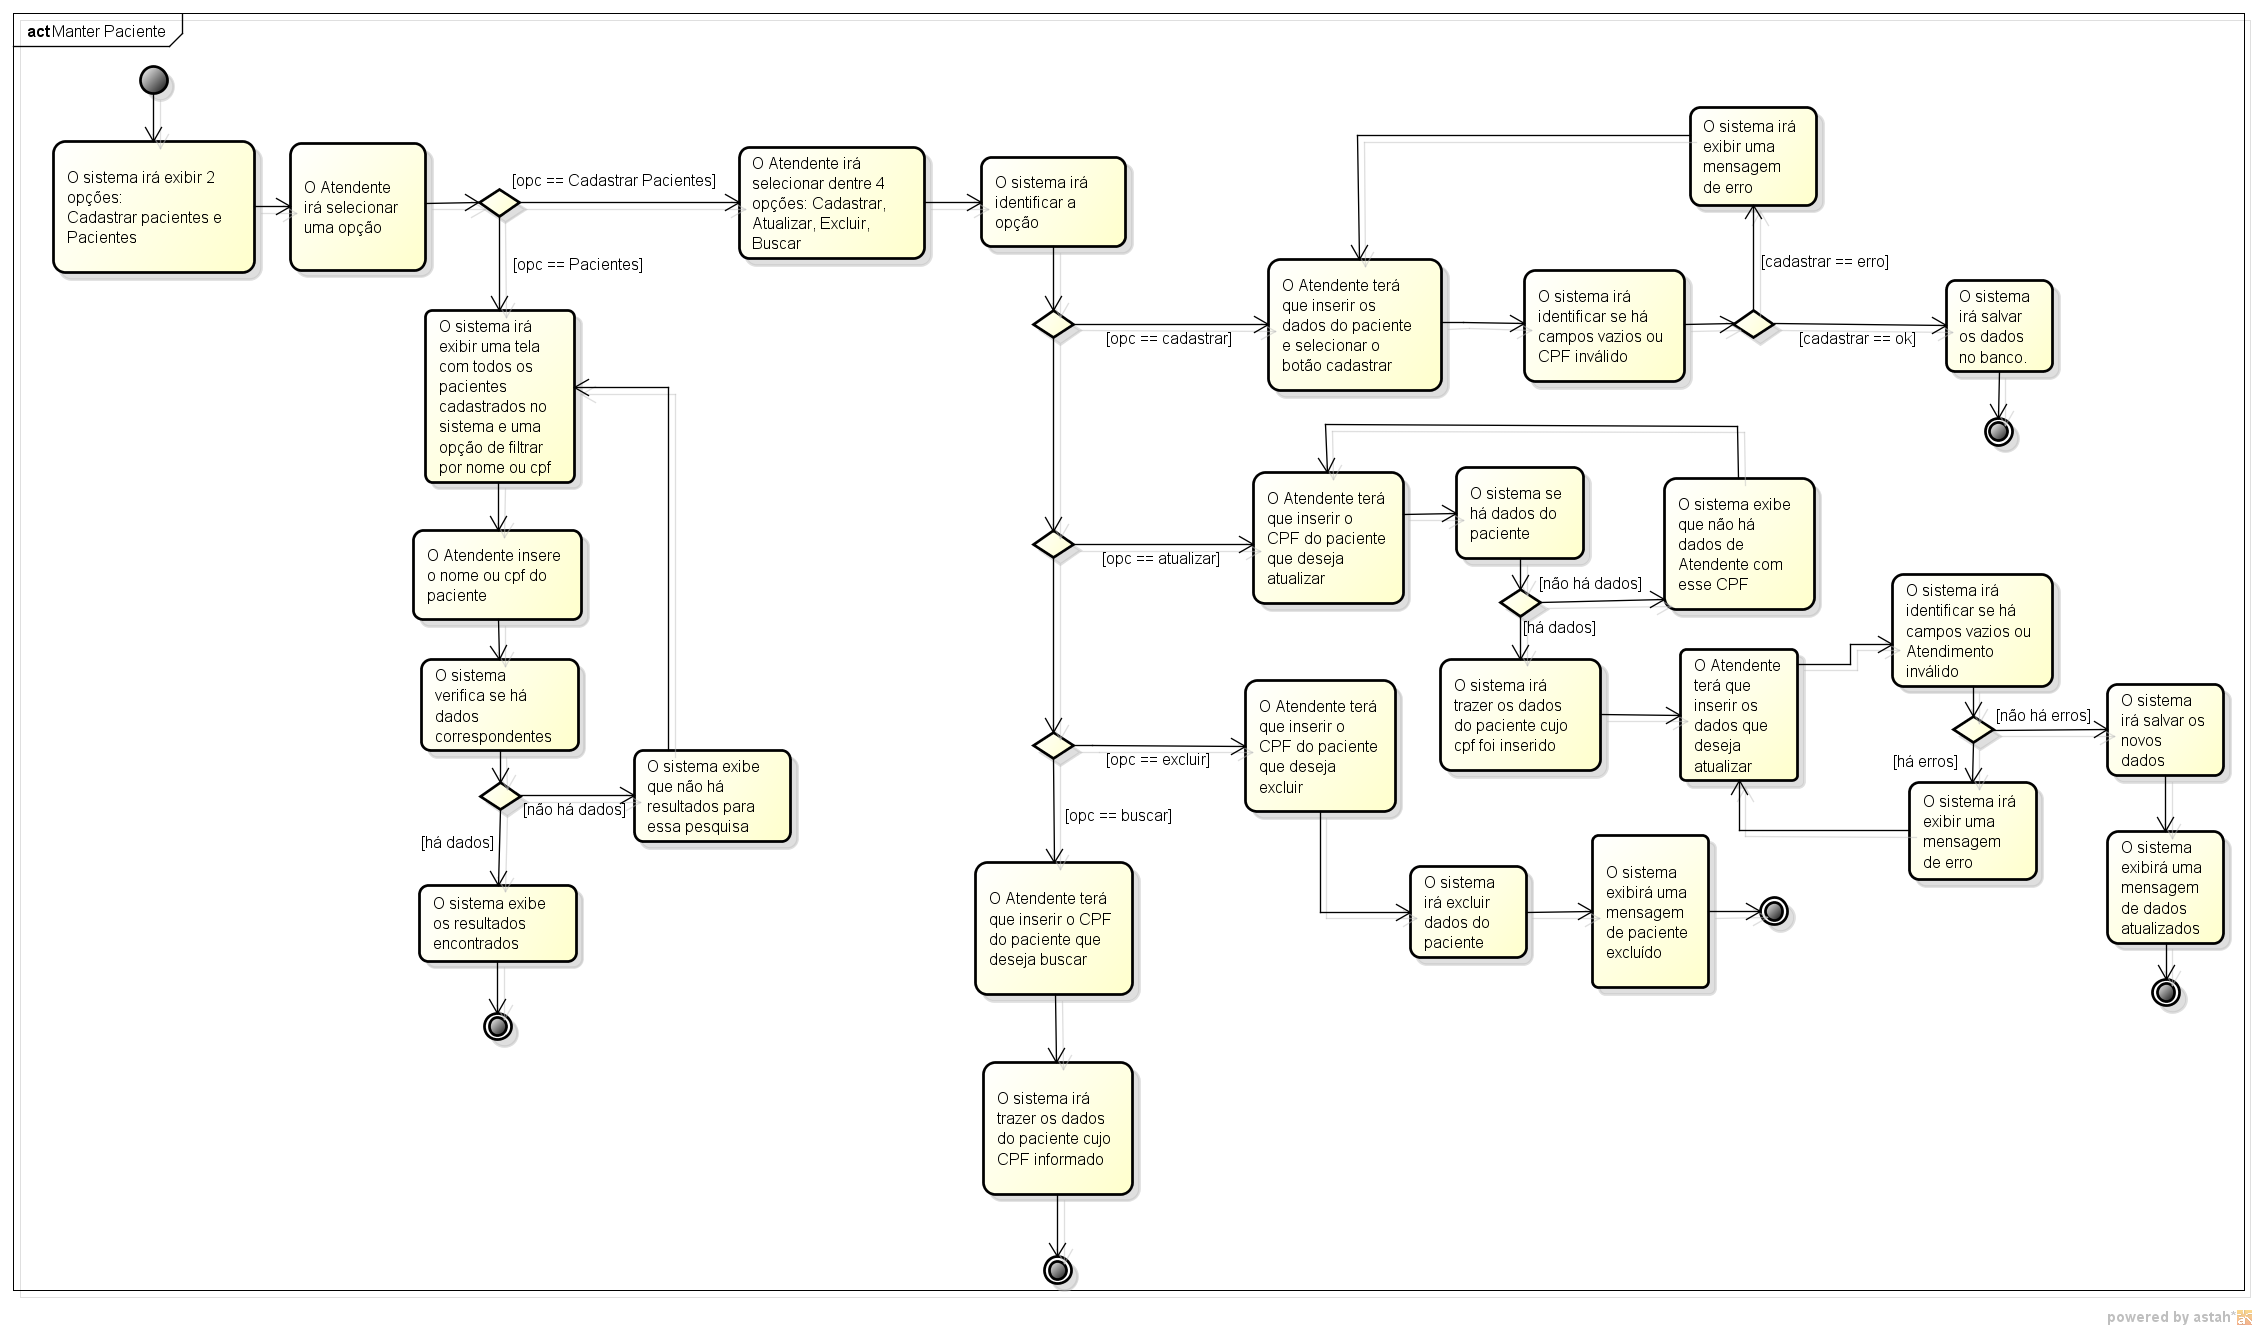 act Manter Paciente
O sistema irá exibir 2
opções:
Cadastrar pacientes e
Pacientes
O Atendente
irá selecionar
uma opção
[opc == Cadastrar Pacientes]
[opc == Pacientes]
O Atendente irá
selecionar dentre 4
opções: Cadastrar,
Atualizar, Excluir,
Buscar
O sistema irá
identificar a
opção
O sistema irá
exibir uma tela
com todos os
pacientes
cadastrados no
sistema e uma
opção de filtrar
por nome ou cpf
O Atendente insere
o nome ou cpf do
paciente
O sistema
verifica se há
dados
correspondentes
[não há dados]
O sistema exibe
que não há
resultados para
essa pesquisa
[há dados]
O sistema exibe
os resultados
encontrados
[opc == cadastrar]
O Atendente terá
que inserir os
dados do paciente
e selecionar o
botão cadastrar
O sistema irá
identificar se há
campos vazios ou
CPF inválido
[cadastrar == erro]
O sistema irá
exibir uma
mensagem
de erro
[cadastrar == ok]
O sistema
irá salvar
os dados
no banco.
[opc == atualizar]
O Atendente terá
que inserir o
CPF do paciente
que deseja
atualizar
O sistema se
há dados do
paciente
[não há dados]
O sistema exibe
que não há
dados de
Atendente com
esse CPF
[há dados]
O sistema irá
trazer os dados
do paciente cujo
cpf foi inserido
O Atendente
terá que
inserir os
dados que
deseja
atualizar
O sistema irá
identificar se há
campos vazios ou
Atendimento
inválido
[não há erros]
O sistema
irá salvar os
novos
dados
[há erros]
O sistema irá
exibir uma
mensagem
de erro
O sistema
exibirá uma
mensagem
de dados
atualizados
[opc == excluir]
O Atendente terá
que inserir o
CPF do paciente
que deseja
excluir
O sistema
irá excluir
dados do
paciente
O sistema
exibirá uma
mensagem
de paciente
excluído
[opc == buscar]
O Atendente terá
que inserir o CPF
do paciente que
deseja buscar
O sistema irá
trazer os dados
do paciente cujo
CPF informado
powered by astah*